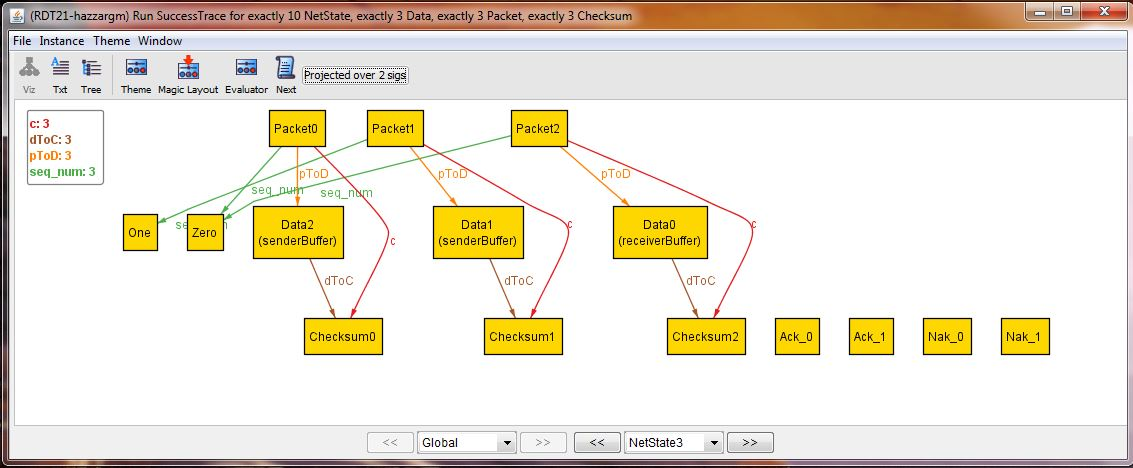 (RDT21-hazzargm) Run SuccessTrace for exactly 10 NetState, exactly 3 Data, exactly 3 Packet, exactly 3 Checksum
File Instance Theme Window
Viz Txt Tree Theme Magic Layout Evaluator Next Projected over 2 sigs
c: 3
dToC: 3
pToD: 3
seq_num: 3
Packet0 Packet1 Packet2
pToD pToD pToD
seq_num seq_num
One Zero
Data2
(senderBuffer)
Data1
(senderBuffer)
Data0
(receiverBuffer)
c c c
dToC dToC dToC
Checksum0 Checksum1 Checksum2 Ack_0 Ack_1 Nak_0 Nak_1
<< Global >> << NetState3 >>